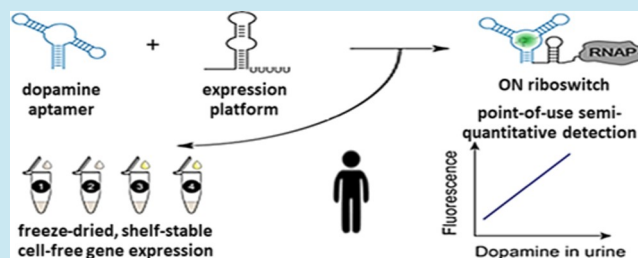 dopamine
aptamer
+
expression
platform
RNAP
ON riboswitch
point-of-use semi-
quantitative detection
1 2 3 4
freeze-dried, shelf-stable
cell-free gene expression
Fluorescence
Dopamine in urine